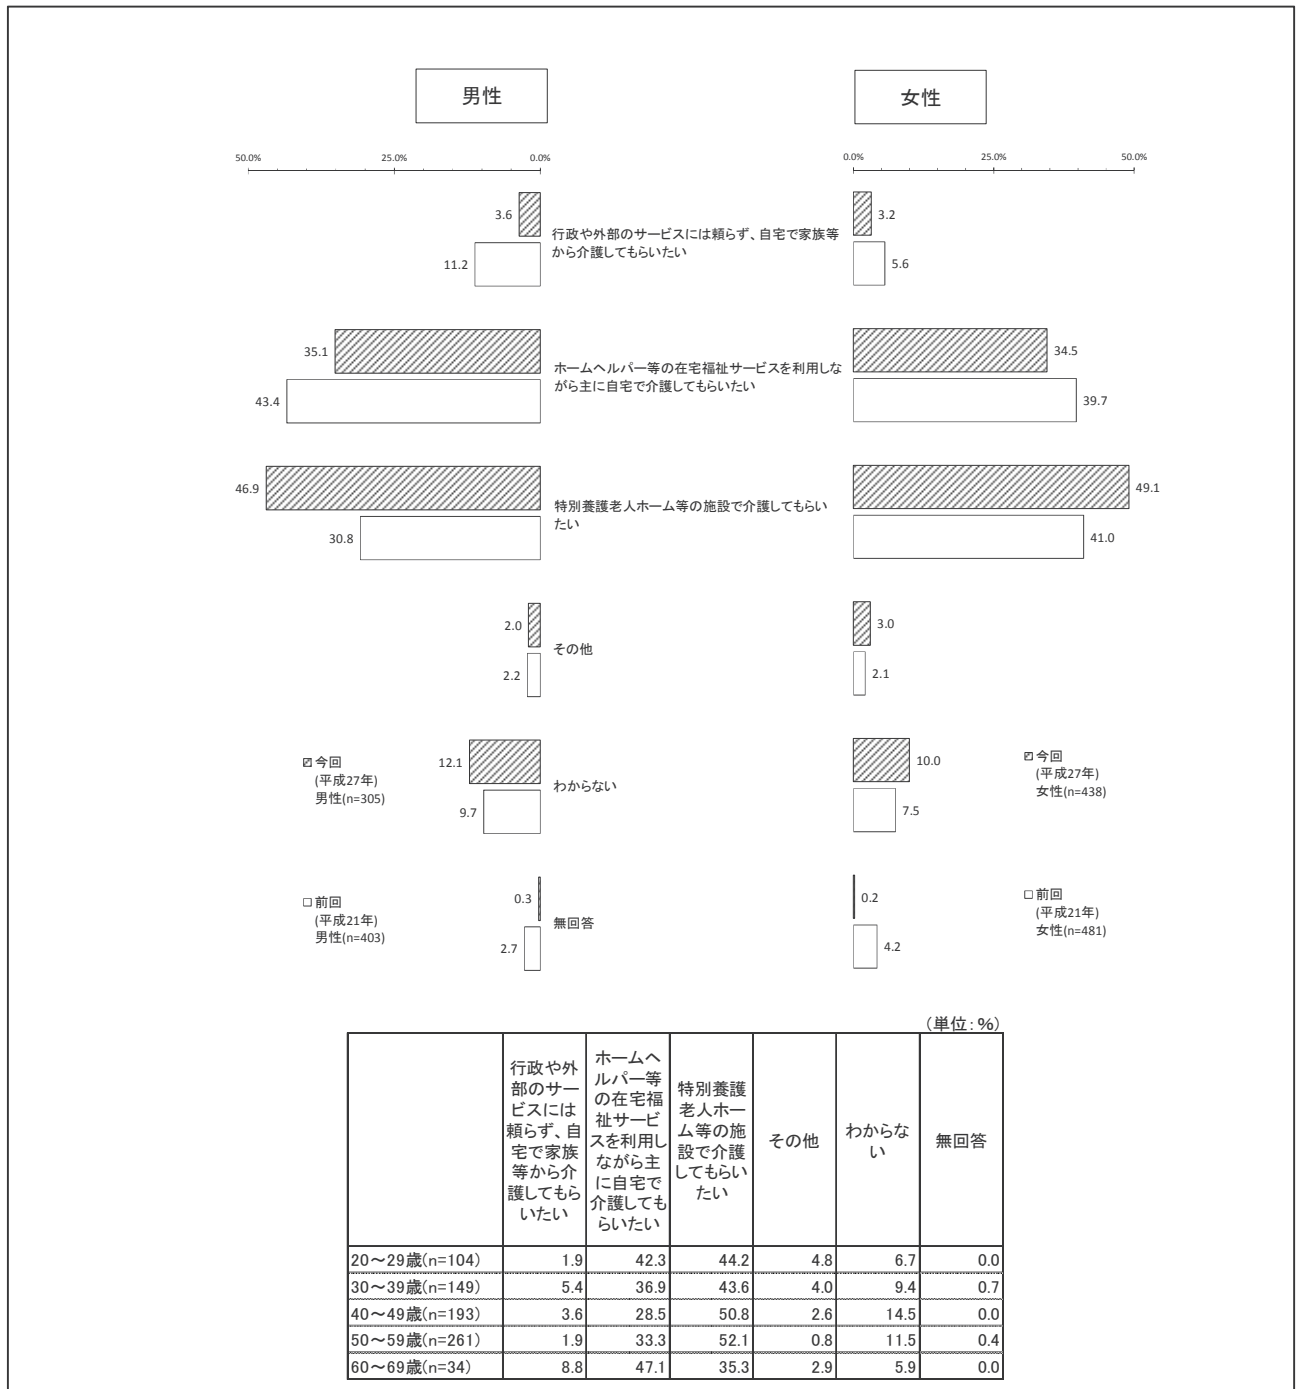 男性
女性
50.0%
25.0%
0.0%
0.0%
25.0%
50.0%
3.6
11.2
行政や外部のサービスには頼らず、自宅で家族等
から介護してもらいたい
3.2
5.6
35.1
43.4
ホームヘルパー等の在宅福祉サービスを利用しな
がら主に自宅で介護してもらいたい
34.5
39.7
46.9
30.8
特別養護老人ホーム等の施設で介護してもらい
たい
49.1
41.0
2.0
2.2
その他
3.0
2.1
今回
(平成27年)
男性(n=305)
12.1
9.7
わからない
10.0
7.5
今回
(平成27年)
女性(n=438)
前回
(平成21年)
男性(n=403)
0.3
2.7
無回答
0.2
4.2
前回
(平成21年)
女性(n=481)
(単位:%)
行政や外
部のサー
ビスには
頼らず、自
宅で家族
等から介
護してもら
いたい
ホームヘ
ルパー等
の在宅福
祉サービ
スを利用し
ながら主
に自宅で
介護しても
らいたい
特別養護
老人ホー
ム等の施
設で介護
してもらい
たい
その他
わからな
い
無回答
20~29歳(n=104) 1.9 42.3 44.2 4.8 6.7 0.0
30~39歳(n=149) 5.4 36.9 43.6 4.0 9.4 0.7
40~49歳(n=193) 3.6 28.5 50.8 2.6 14.5 0.0
50~59歳(n=261) 1.9 33.3 52.1 0.8 11.5 0.4
60~69歳(n=34) 8.8 47.1 35.3 2.9 5.9 0.0